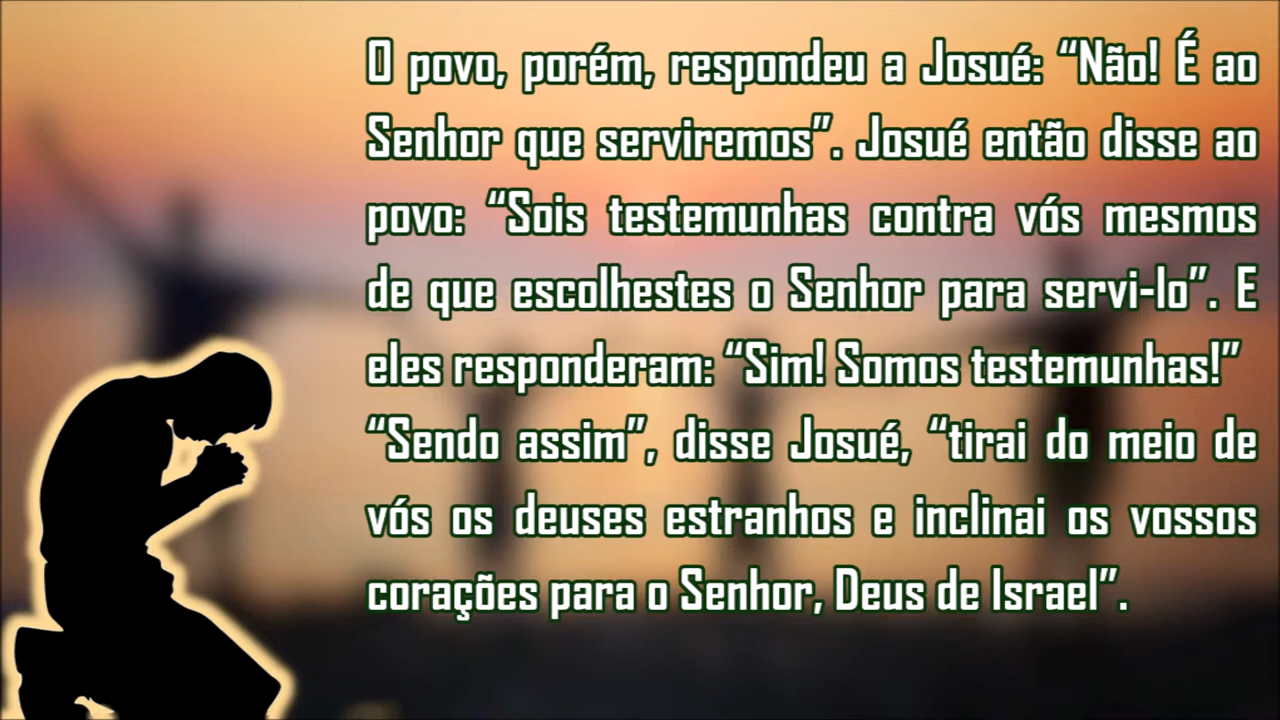 O povo, porém, respondeu a Josué: “Não! É ao
Senhor que serviremos”. Josué então disse ao
povo: “Sois testemunhas contra vós mesmos
de que escolhestes o Senhor para servi-lo”. E
eles responderam: “Sim! Somos testemunhas!”
“Sendo assim”, disse Josué, “tirai do meio de
vós os deuses estranhos e inclinai os vossos
corações para o Senhor, Deus de Israel”.